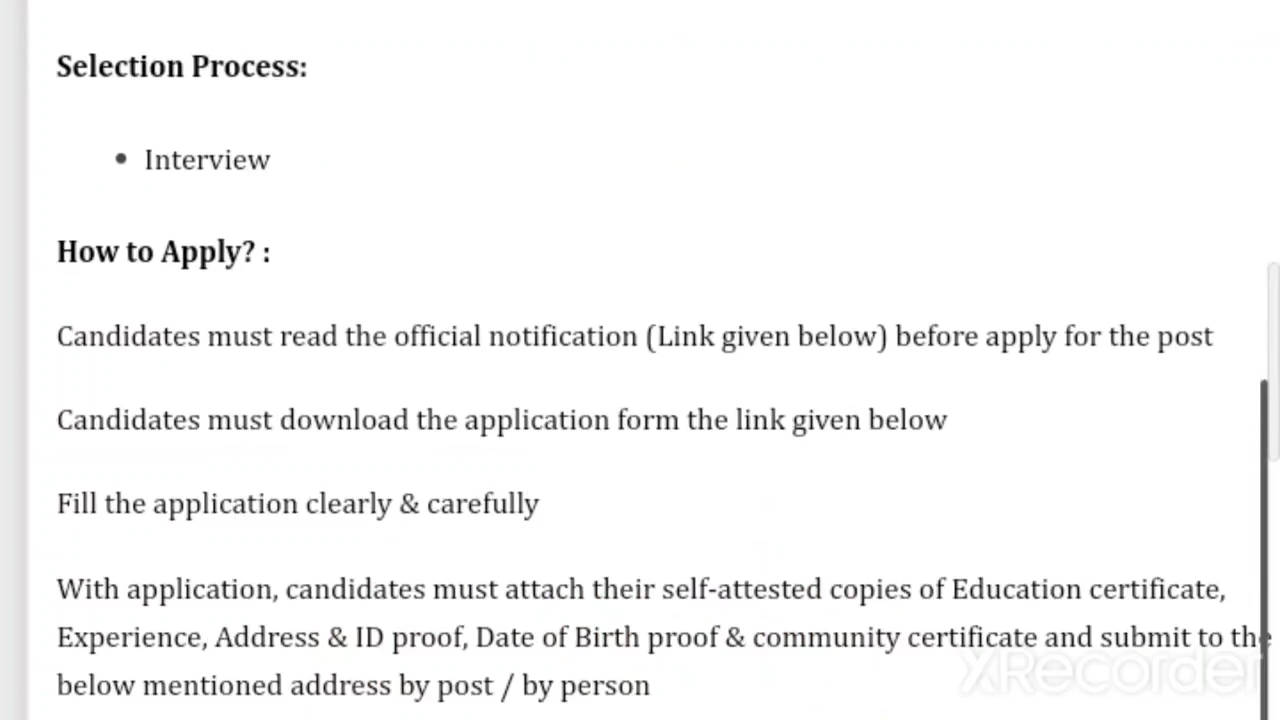 Selection Process:
• Interview
How to Apply? :
Candidates must read the official notification (Link given below) before apply for the post
Candidates must download the application form the link given below
Fill the application clearly & carefully
With application, candidates must attach their self-attested copies of Education certificate,
Experience, Address & ID proof, Date of Birth proof & community certificate and submit to the
below mentioned address by post / by person
XRecorder